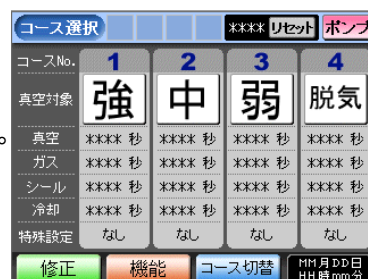 コース選択 **** リセット ポンプ
コースNo. 1 2 3 4
真空対象 強 中 弱 脱気
真空 **** 秒 **** 秒 **** 秒 **** 秒
ガス **** 秒 **** 秒 **** 秒 **** 秒
シール **** 秒 **** 秒 **** 秒 **** 秒
冷却 **** 秒 **** 秒 **** 秒 **** 秒
特殊設定 なし なし なし なし
修正 機能 コース切替 MM月DD日
HH時mm分